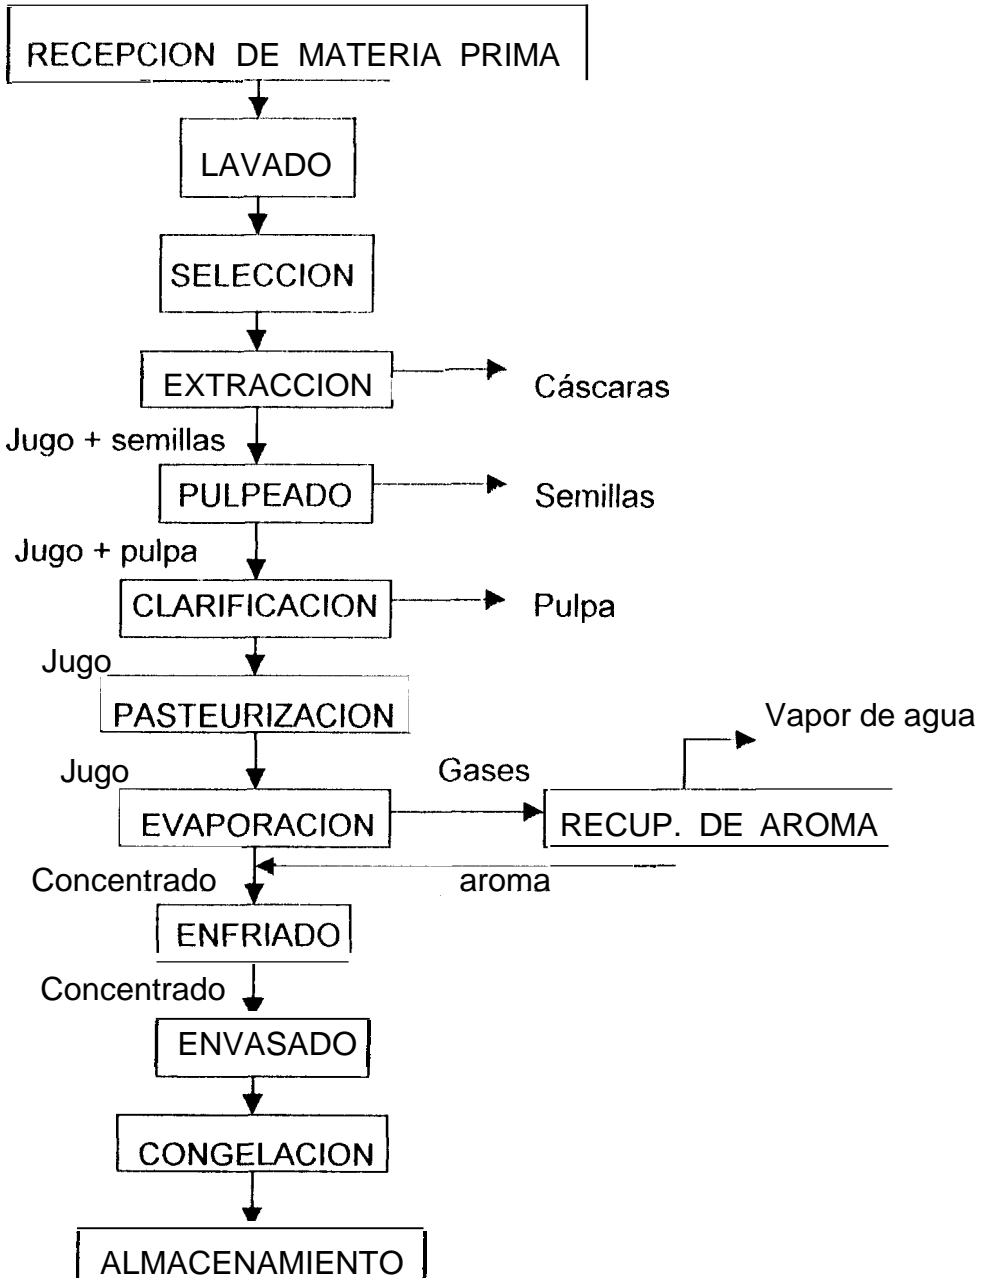 RECEPCION DE MATERIA PRIMA
LAVADO
SELECCION
EXTRACCION
Cáscaras
Jugo + semillas
PULPEADO
Semillas
Jugo + pulpa
CLARIFICACION
Pulpa
Jugo
PASTEURIZACION
Vapor de agua
Jugo
Gases
EVAPORACION
RECUP. DE AROMA
Concentrado
aroma
ENFRIADO
Concentrado
ENVASADO
CONGELACION
ALMACENAMIENTO